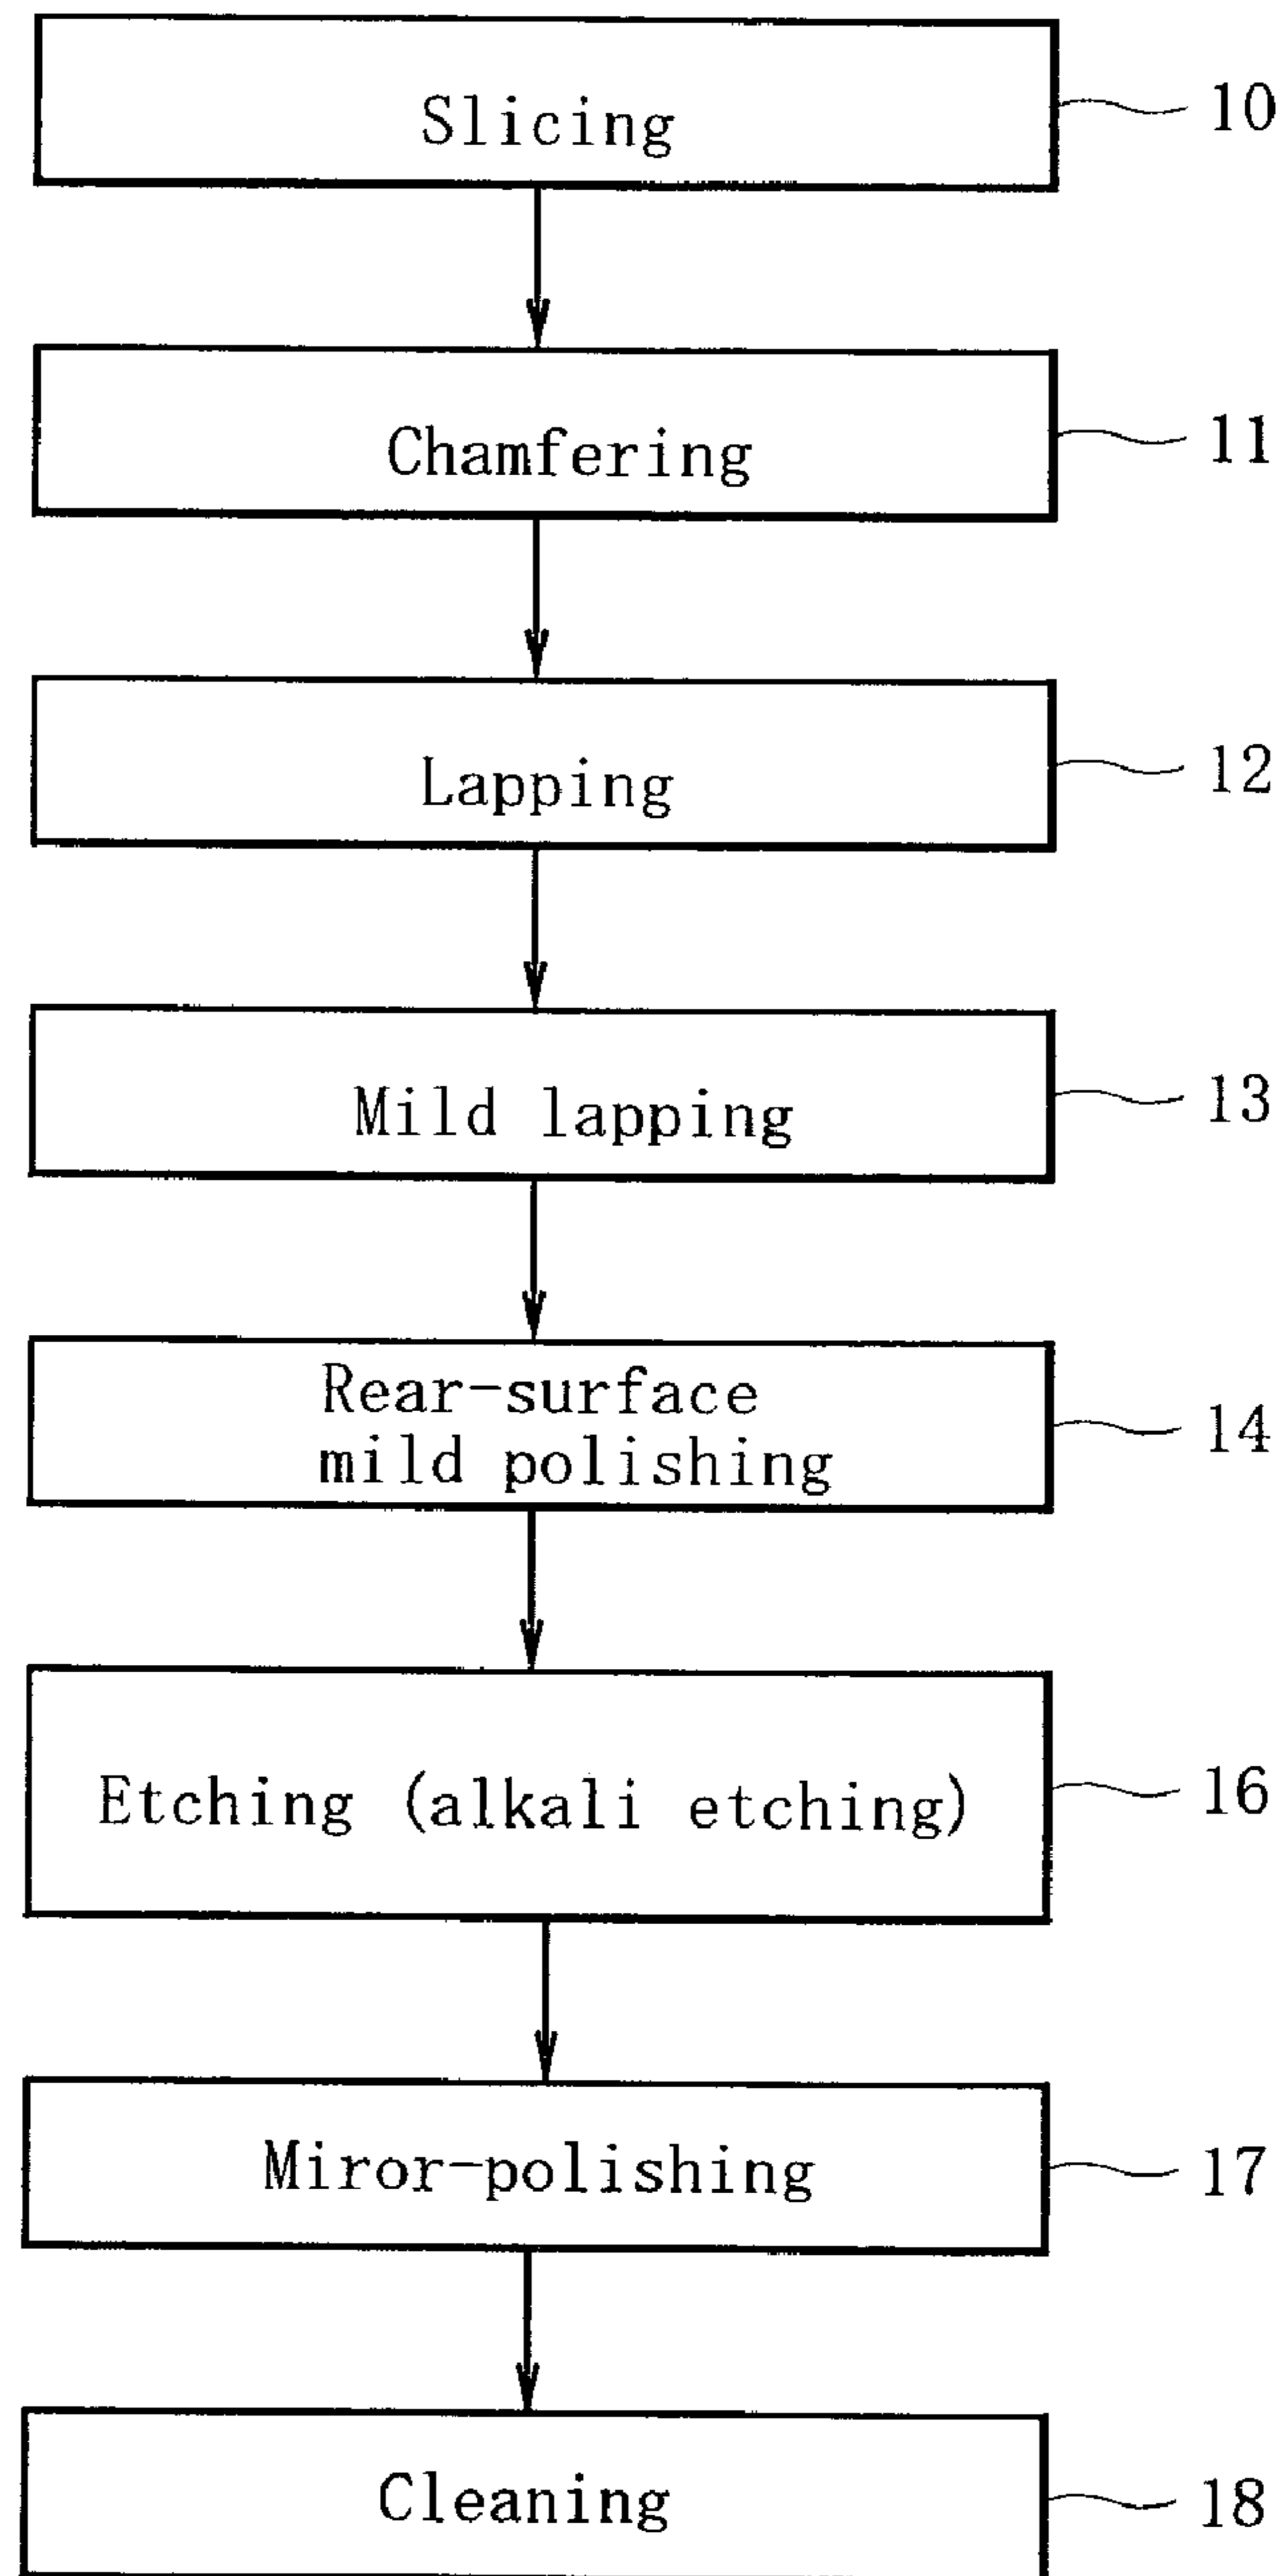 Slicing
10
Chamfering
11
Lapping
12
Mild lapping
13
Rear-surface
mild polishing
14
Etching (alkali etching)
16
Miror-polishing
17
Cleaning
18